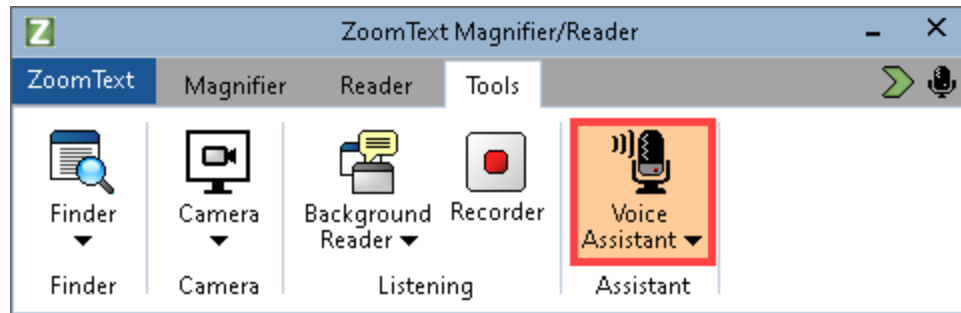 Z
ZoomText Magnifier/Reader
ZoomText Magnifier Reader Tools
Finder Camera Background Reader Recorder Voice Assistant
Finder Camera Listening Assistant